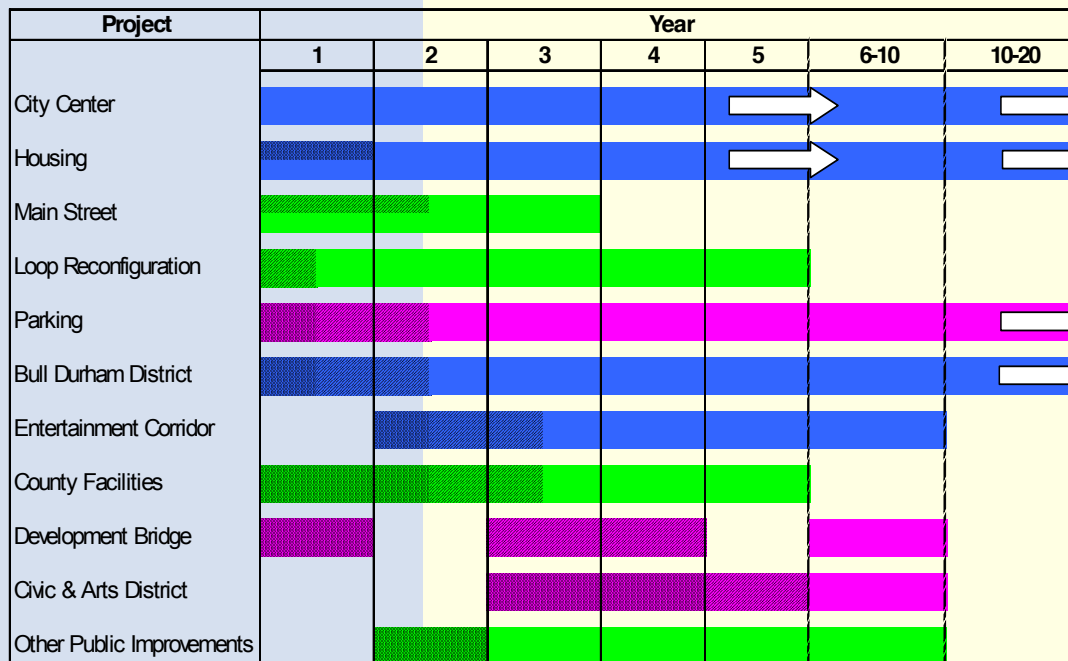 Project Year
1 2 3 4 5 6-10 10-20
City Center
Housing
Main Street
Loop Reconfiguration
Parking
Bull Durham District
Entertainment Corridor
County Facilities
Development Bridge
Civic & Arts District
Other Public Improvements